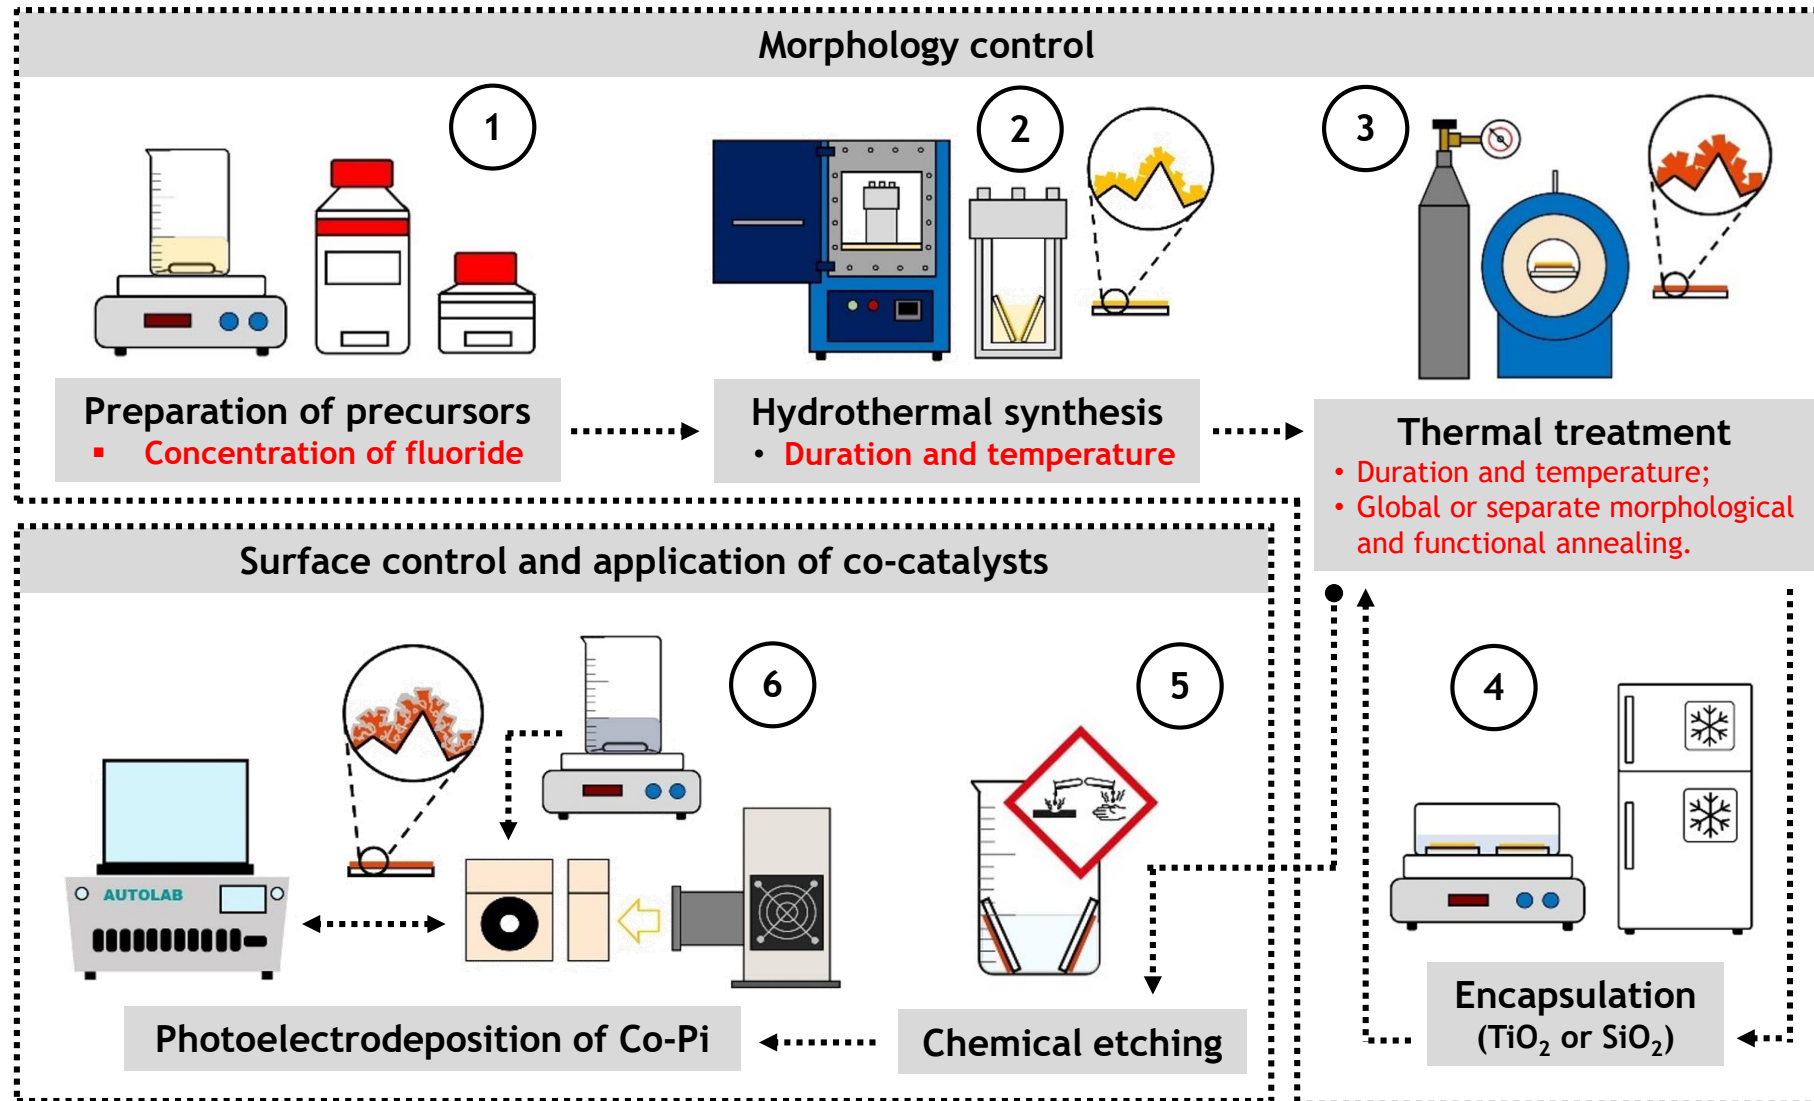 Morphology control
1
2
3
Preparation of precursors
▪ Concentration of fluoride
Hydrothermal synthesis
• Duration and temperature
Thermal treatment
• Duration and temperature;
• Global or separate morphological
and functional annealing.
4
Encapsulation
(TiO₂ or SiO₂)
Surface control and application of co-catalysts
5
Chemical etching
6
AUTOLAB
Photoelectrodeposition of Co-Pi